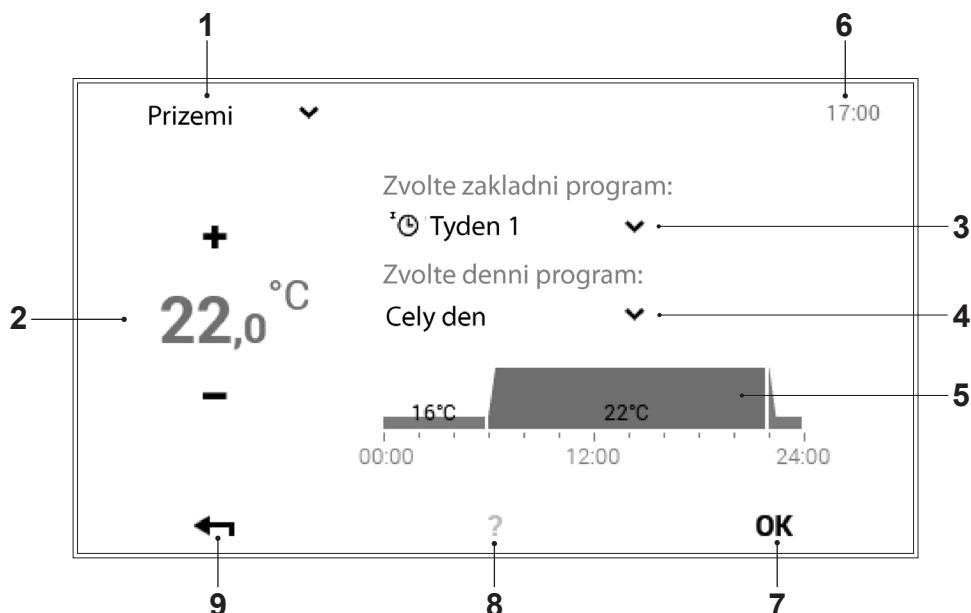 1
6
Prizemi
17:00
Zvolte zakladni program:
I Tyden 1
3
+
Zvolte denni program:
2
22,0 °C
Cely den
4
–
16°C
22°C
5
00:00
12:00
24:00
?
OK
9
8
7